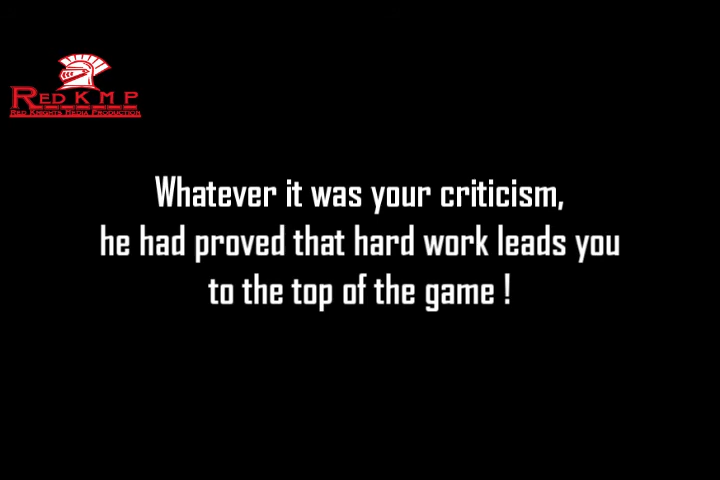 RED K M P
RED KNIGHTS MEDIA PRODUCTION
Whatever it was your criticism,
he had proved that hard work leads you
to the top of the game !